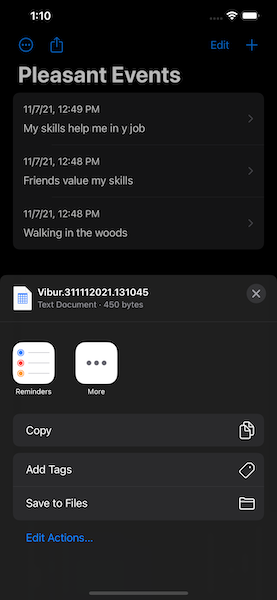 1:10
Edit
Pleasant Events
11/7/21, 12:49 PM
My skills help me in y job
11/7/21, 12:48 PM
Friends value my skills
11/7/21, 12:48 PM
Walking in the woods
Vibur.311112021.131045
Text Document · 450 bytes
Reminders
More
Copy
Add Tags
Save to Files
Edit Actions...